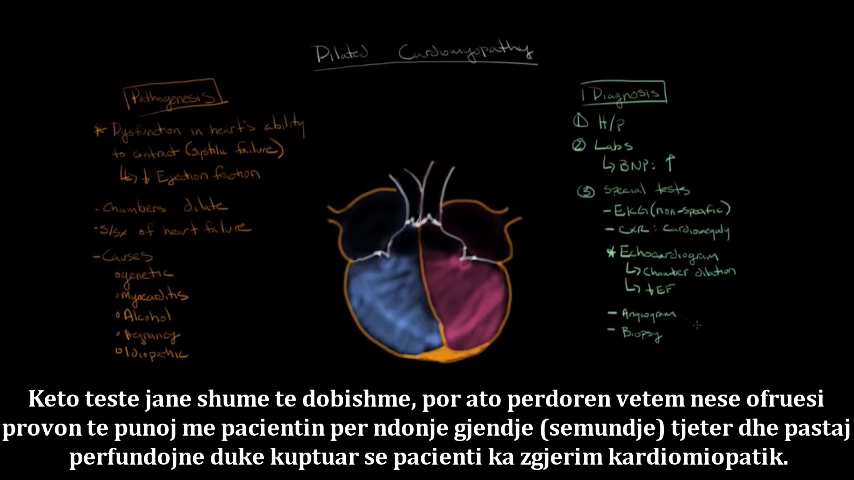 Dilated Cardiomyopathy
Pathogenesis
* Dysfunction in heart's ability
to contract (systilic failure)
↳ ↓ Ejection fraction
- Chambers dilate
- S/sx of heart failure
- Causes
genetic
myocarditis
Alcohol
Pregnancy
Idiopathic
Diagnosis
① H/P
② Labs
↳ BNP: ↑
③ Special tests
- EKG (non-specific)
- CXR: Cardiomegaly
* Echocardiogram
↳ Chamber dilation
↳ ↓ EF
- Angiogram
- Biopsy
Keto teste jane shume te dobishme, por ato perdoren vetem nese ofruesi
provon te punoj me pacientin per ndonje gjendje (semundje) tjeter dhe pastaj
perfundojne duke kuptuar se pacienti ka zgjerim kardiomiopatik.